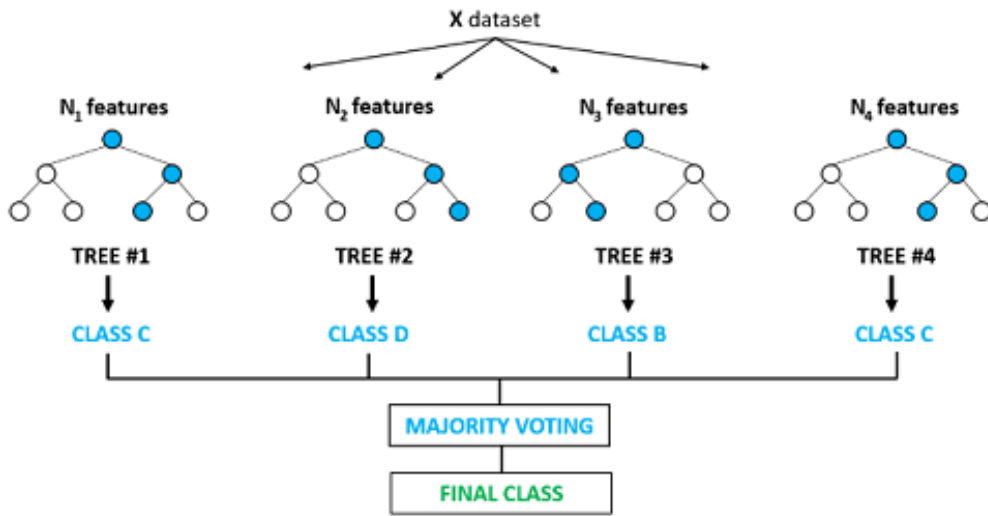 X dataset
N₁ features N₂ features N₃ features N₄ features
TREE #1 TREE #2 TREE #3 TREE #4
CLASS C CLASS D CLASS B CLASS C
MAJORITY VOTING
FINAL CLASS